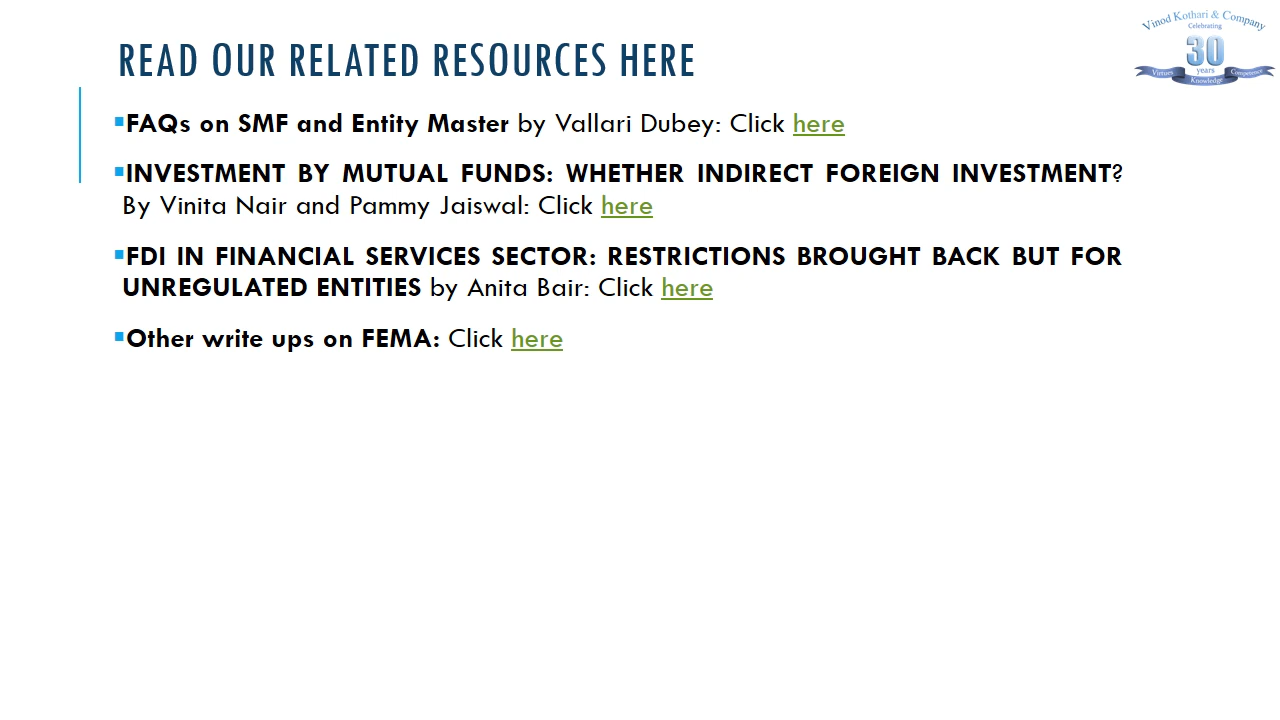 READ OUR RELATED RESOURCES HERE
Vinod Kothari & Company
Celebrating
30
years
Virtues
Knowledge
Competence
▪FAQs on SMF and Entity Master by Vallari Dubey: Click here
▪INVESTMENT BY MUTUAL FUNDS: WHETHER INDIRECT FOREIGN INVESTMENT?
By Vinita Nair and Pammy Jaiswal: Click here
▪FDI IN FINANCIAL SERVICES SECTOR: RESTRICTIONS BROUGHT BACK BUT FOR
UNREGULATED ENTITIES by Anita Bair: Click here
▪Other write ups on FEMA: Click here